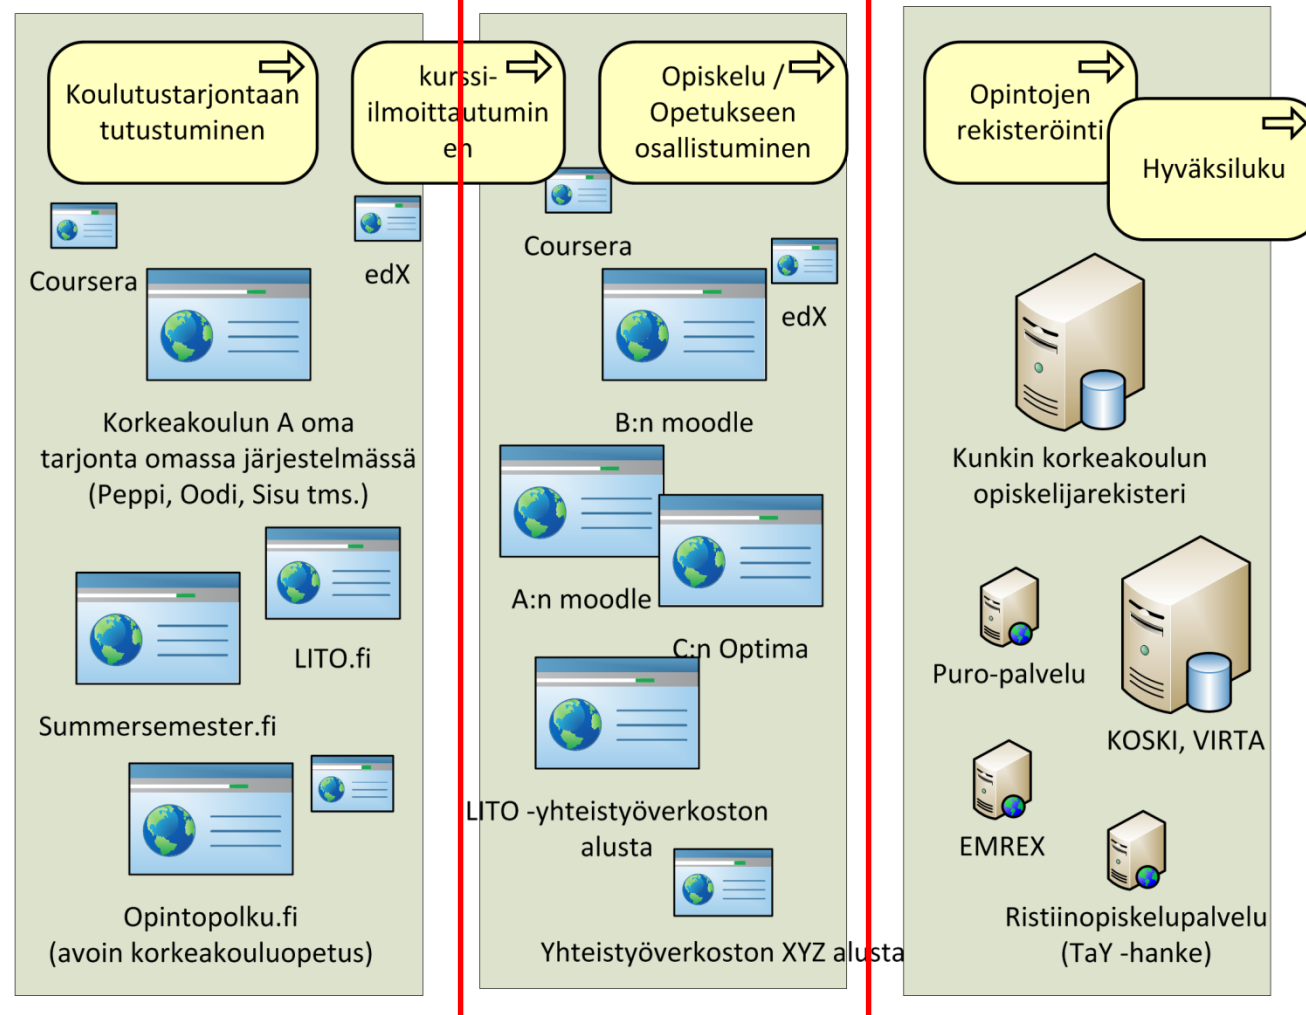 Koulutustarjontaan
tutustuminen
kurssi-
ilmoittautumin
en
Opiskelu /
Opetukseen
osallistuminen
Opintojen
rekisteröinti
Hyväksiluku
Coursera
edX
Korkeakoulun A oma
tarjonta omassa järjestelmässä
(Peppi, Oodi, Sisu tms.)
LITO.fi
Summersemester.fi
Opintopolku.fi
(avoin korkeakouluopetus)
Coursera
edX
B:n moodle
A:n moodle
C:n Optima
LITO -yhteistyöverkoston
alusta
Yhteistyöverkoston XYZ alusta
Kunkin korkeakoulun
opiskelijarekisteri
Puro-palvelu
KOSKI, VIRTA
EMREX
Ristiinopiskelupalvelu
(TaY -hanke)